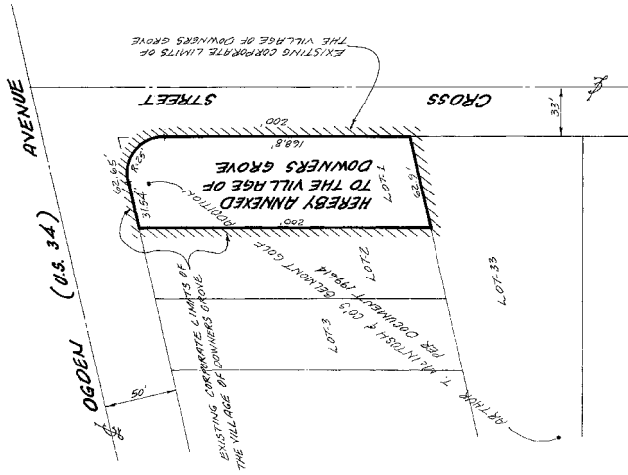 EXISTING CORPORATE LIMITS OF
THE VILLAGE OF DOWNERS GROVE
AVENUE
OGDEN
(U.S. 34)
STREET
CROSS
33'
200'
168.8'
62.65'
R-25'
31.54'
HEREBY ANNEXED
TO THE VILLAGE OF
DOWNERS GROVE
LOT-1
62.9'
200'
EXISTING CORPORATE LIMITS OF
THE VILLAGE OF DOWNERS GROVE
50'
LOT-2
LOT-3
LOT-33
ARTHUR T. McINTOSH & CO'S BELMONT GOLF ADDITION
PER DOCUMENT